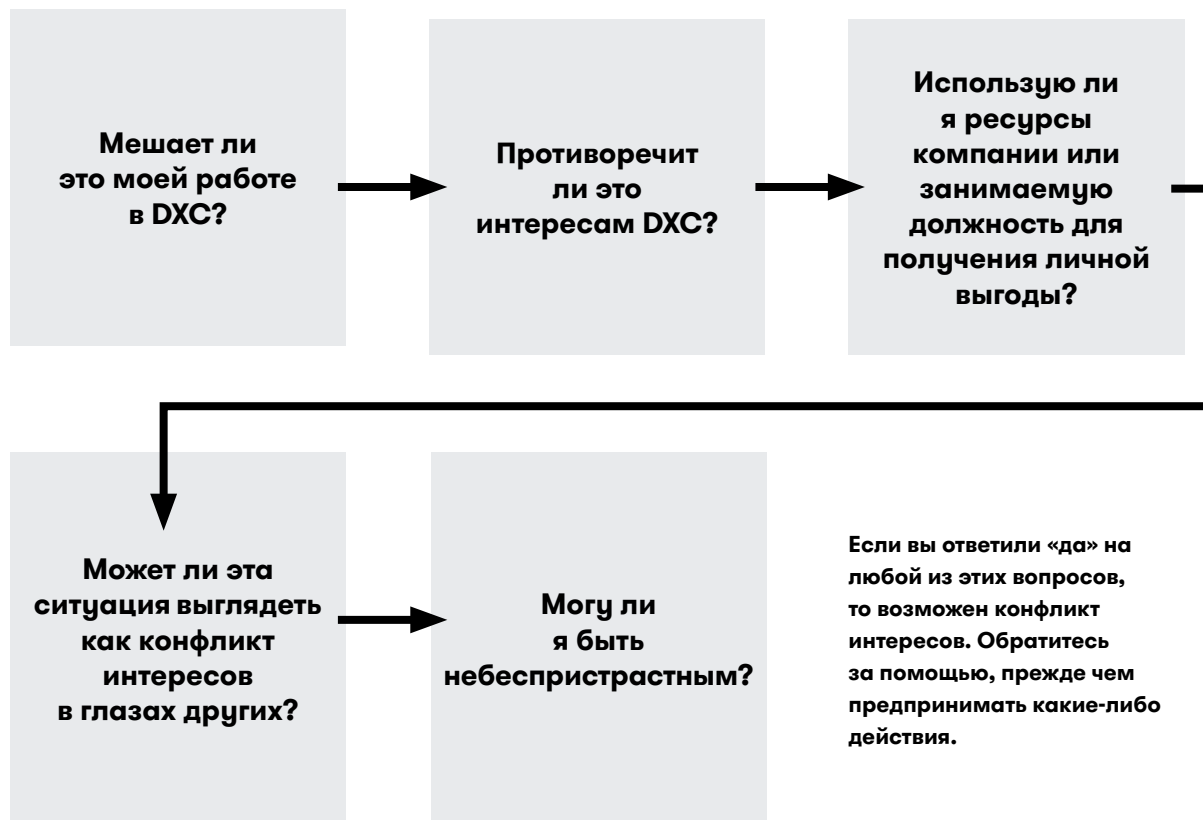 Мешает ли
это моей работе
в DXC?
Противоречит
ли это
интересам DXC?
Использую ли
я ресурсы
компании или
занимаемую
должность для
получения личной
выгоды?
Может ли эта
ситуация выглядеть
как конфликт
интересов
в глазах других?
Могу ли
я быть
небеспристрастным?
Если вы ответили «да» на
любой из этих вопросов,
то возможен конфликт
интересов. Обратитесь
за помощью, прежде чем
предпринимать какие-либо
действия.